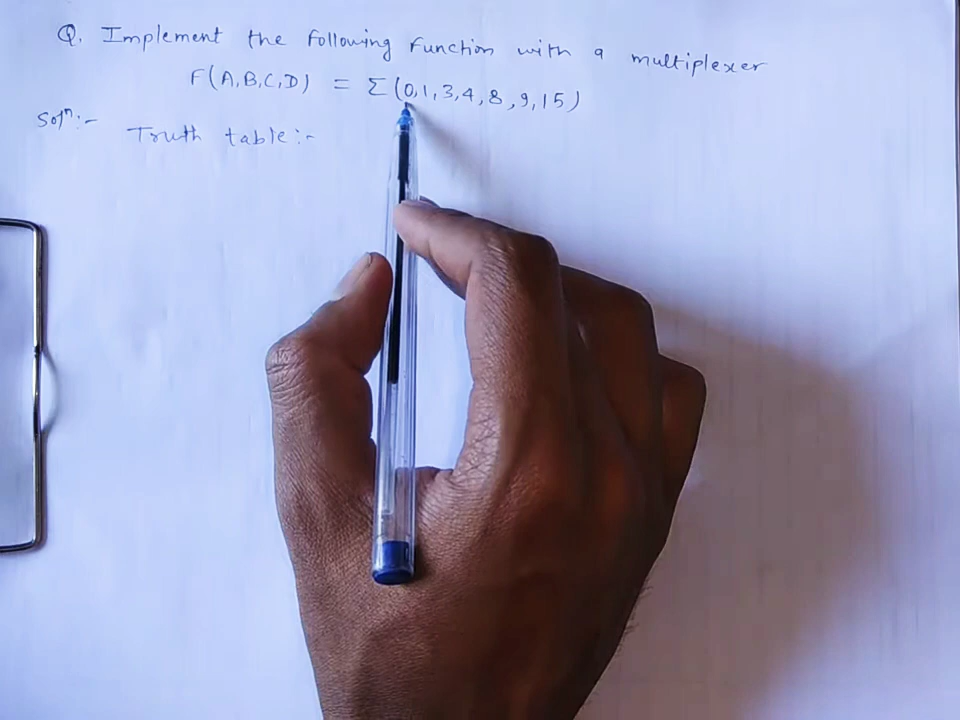 Q. Implement the following function with a multiplexer
F(A,B,C,D) = Σ(0,1,3,4,8,9,15)
Solⁿ:-
Truth table:-